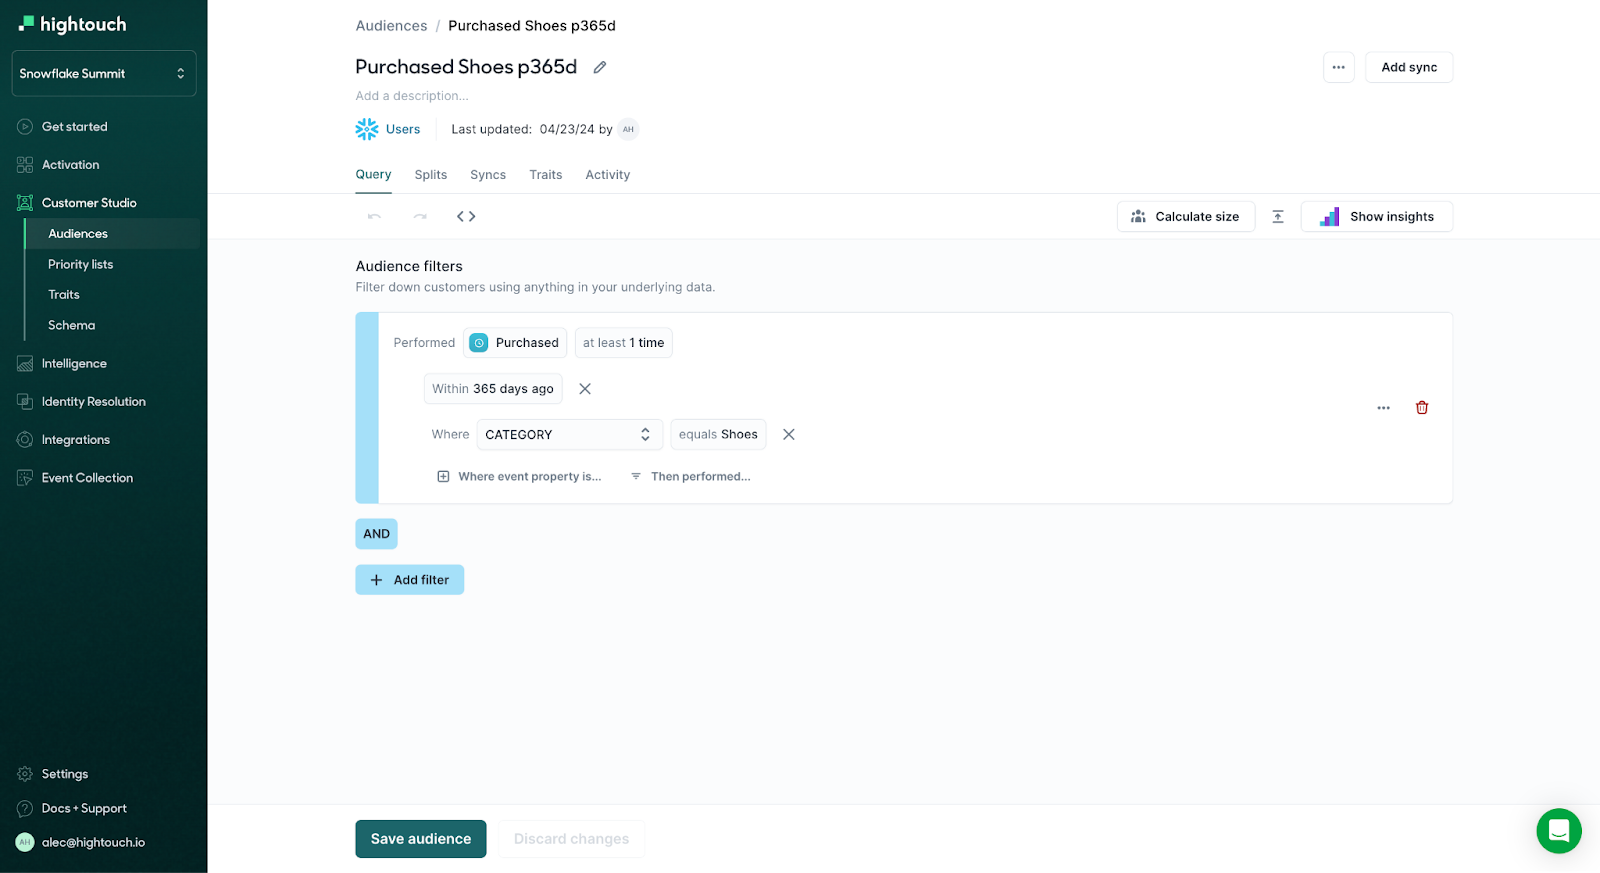 hightouch
Snowflake Summit
Get started
Activation
Customer Studio
Audiences
Priority lists
Traits
Schema
Intelligence
Identity Resolution
Integrations
Event Collection
Settings
Docs + Support
AH alec@hightouch.io
Audiences / Purchased Shoes p365d
Purchased Shoes p365d
Add sync
Add a description...
Users Last updated: 04/23/24 by AH
Query Splits Syncs Traits Activity
Calculate size Show insights
Audience filters
Filter down customers using anything in your underlying data.
Performed Purchased at least 1 time
Within 365 days ago
Where CATEGORY equals Shoes
Where event property is... Then performed...
AND
Add filter
Save audience Discard changes